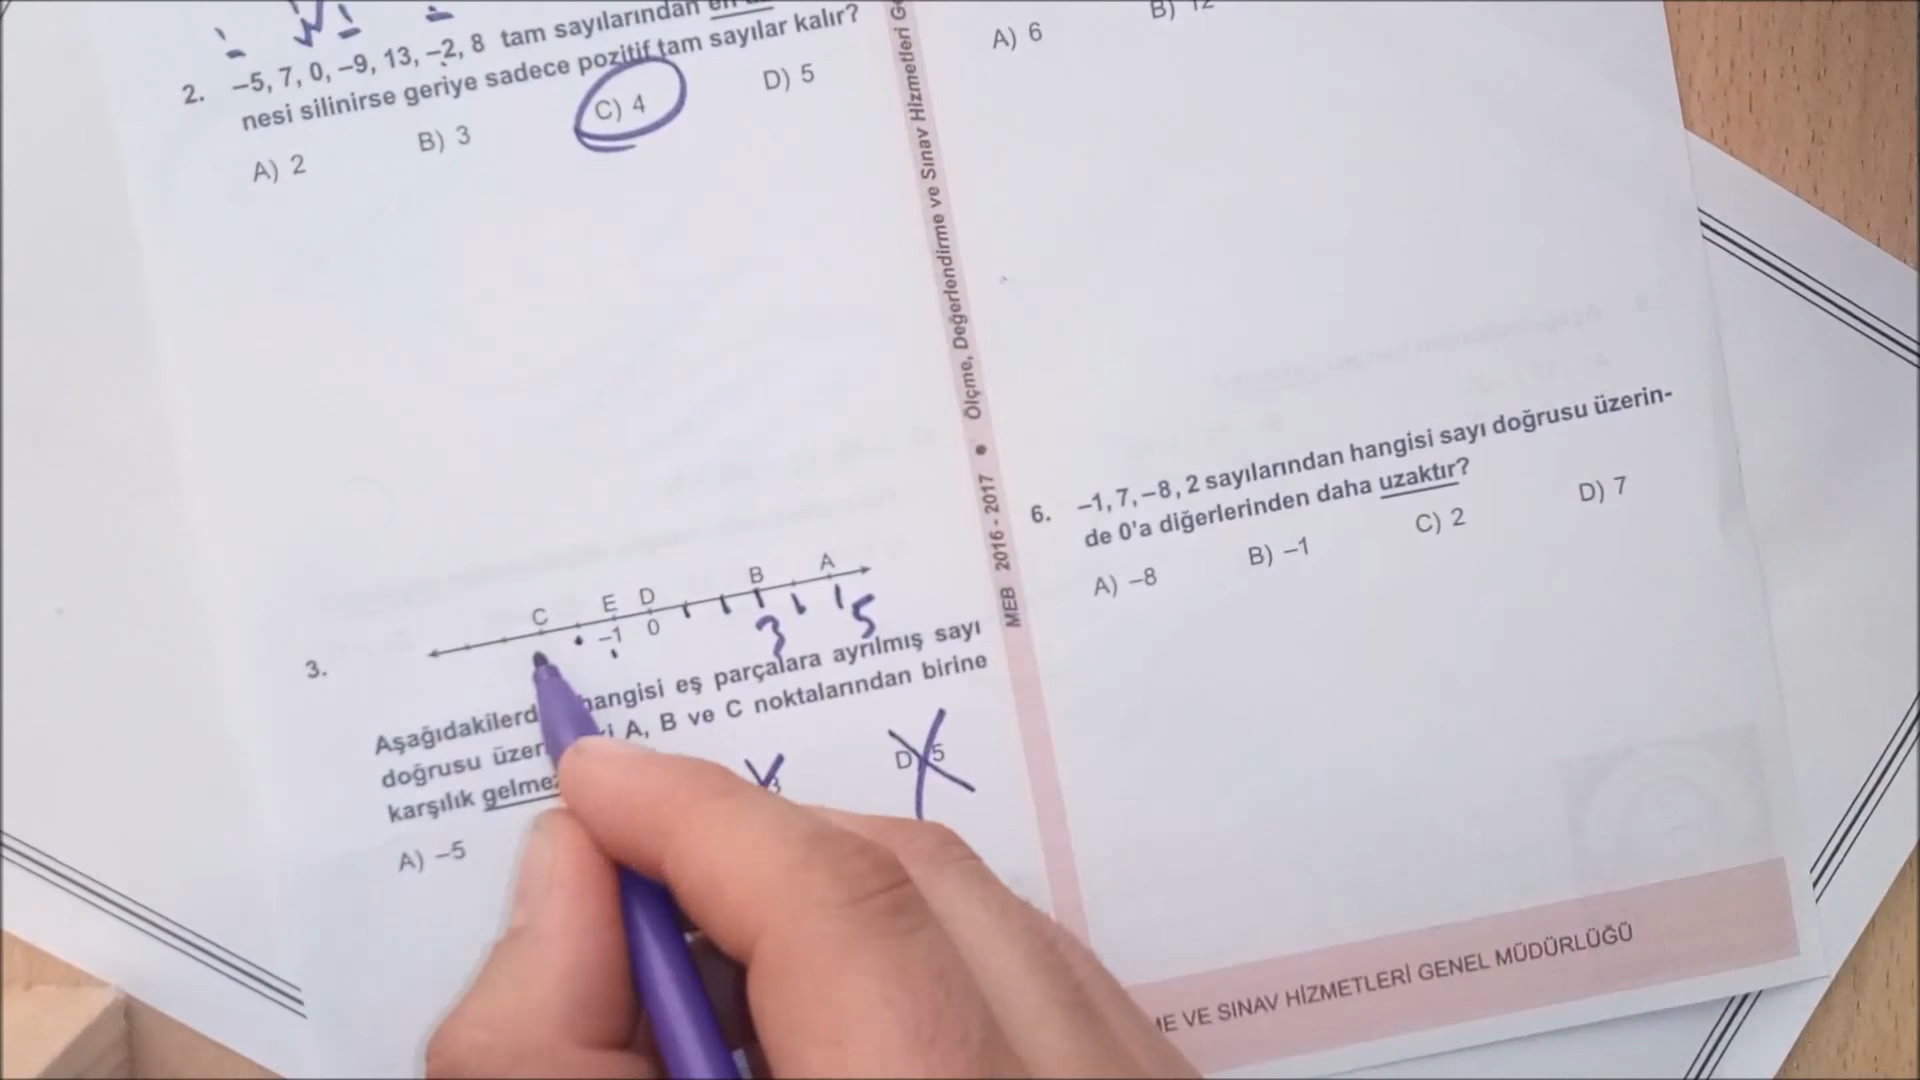 2. –5, 7, 0, –9, 13, –2, 8 tam sayılarından
nesi silinirse geriye sadece pozitif tam sayılar kalır?
A) 2 B) 3 C) 4 D) 5
C E D B A
–1 0 3 5
3.
Aşağıdakilerd hangisi eş parçalara ayrılmış sayı
doğrusu üzer i A, B ve C noktalarından birine
karşılık gelmez
A) –5 3 D) 5
MEB 2016 - 2017 • Ölçme, Değerlendirme ve Sınav Hizmetleri G
A) 6 B) 12
6. –1, 7, –8, 2 sayılarından hangisi sayı doğrusu üzerin-
de 0'a diğerlerinden daha uzaktır?
A) –8 B) –1 C) 2 D) 7
ME VE SINAV HİZMETLERİ GENEL MÜDÜRLÜĞÜ